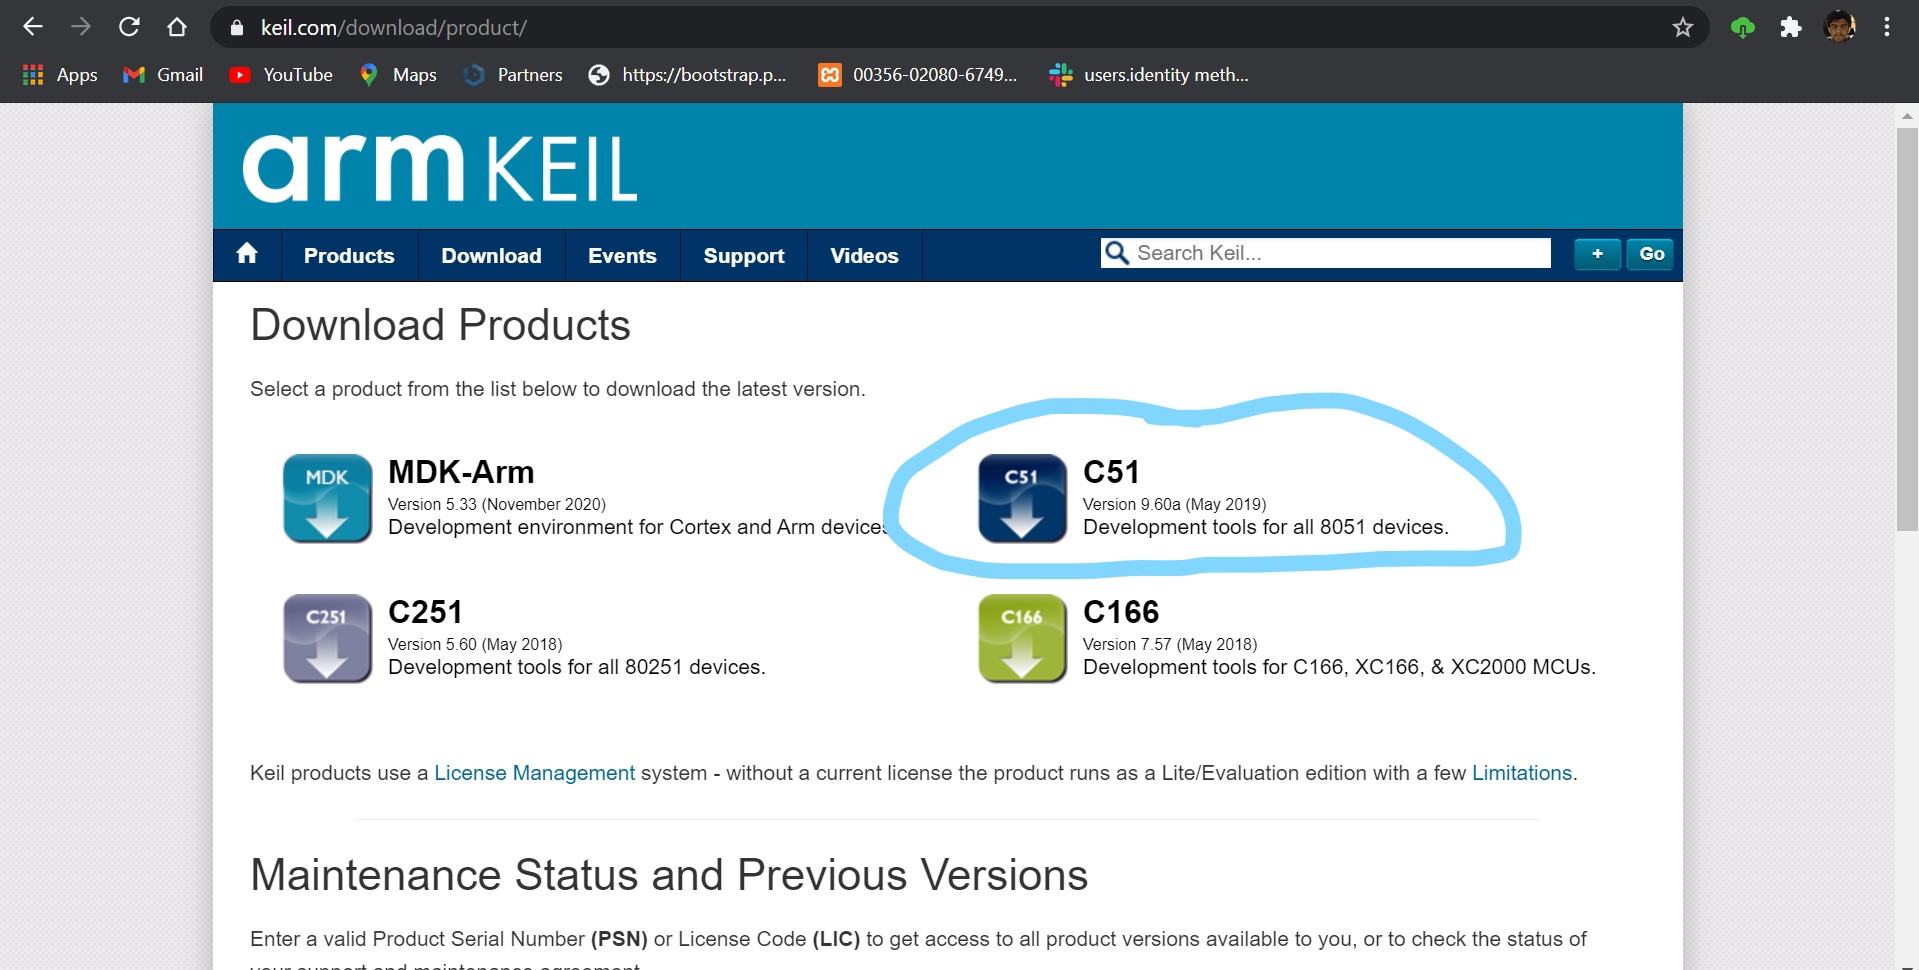 keil.com/download/product/
Apps Gmail YouTube Maps Partners https://bootstrap.p... 00356-02080-6749... users.identity meth...
arm KEIL
Products Download Events Support Videos Search Keil... + Go
Download Products
Select a product from the list below to download the latest version.
MDK
MDK-Arm
Version 5.33 (November 2020)
Development environment for Cortex and Arm devices
C51
C51
Version 9.60a (May 2019)
Development tools for all 8051 devices.
C251
C251
Version 5.60 (May 2018)
Development tools for all 80251 devices.
C166
C166
Version 7.57 (May 2018)
Development tools for C166, XC166, & XC2000 MCUs.
Keil products use a License Management system - without a current license the product runs as a Lite/Evaluation edition with a few Limitations.
Maintenance Status and Previous Versions
Enter a valid Product Serial Number (PSN) or License Code (LIC) to get access to all product versions available to you, or to check the status of
your support and maintenance agreement